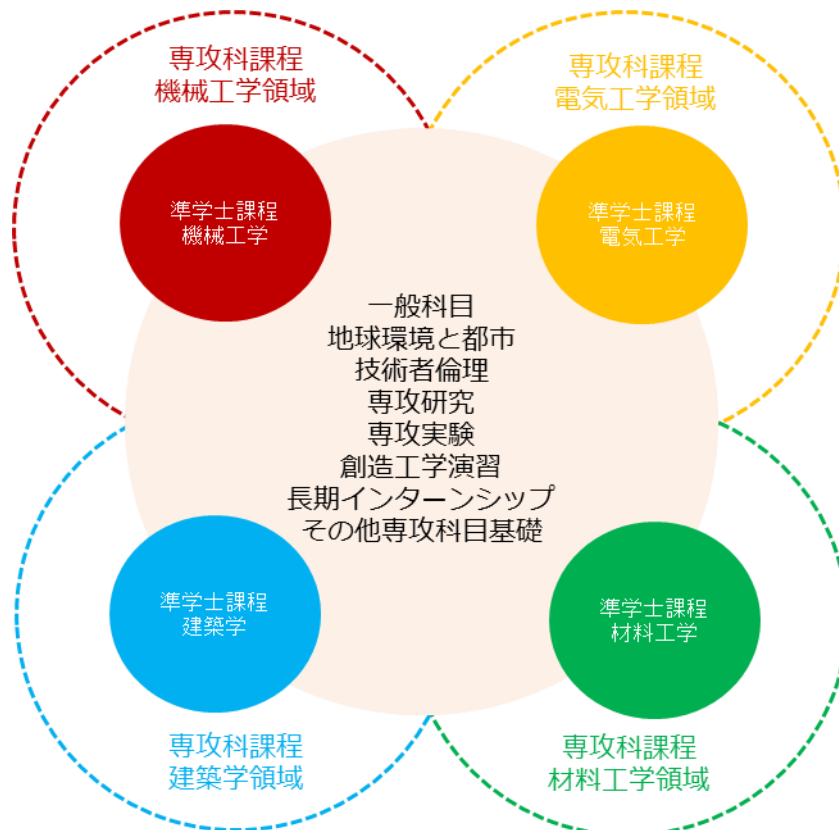 専攻科課程
機械工学領域
専攻科課程
電気工学領域
準学士課程
機械工学
準学士課程
電気工学
一般科目
地球環境と都市
技術者倫理
専攻研究
専攻実験
創造工学演習
長期インターンシップ
その他専攻科目基礎
準学士課程
建築学
準学士課程
材料工学
専攻科課程
建築学領域
専攻科課程
材料工学領域